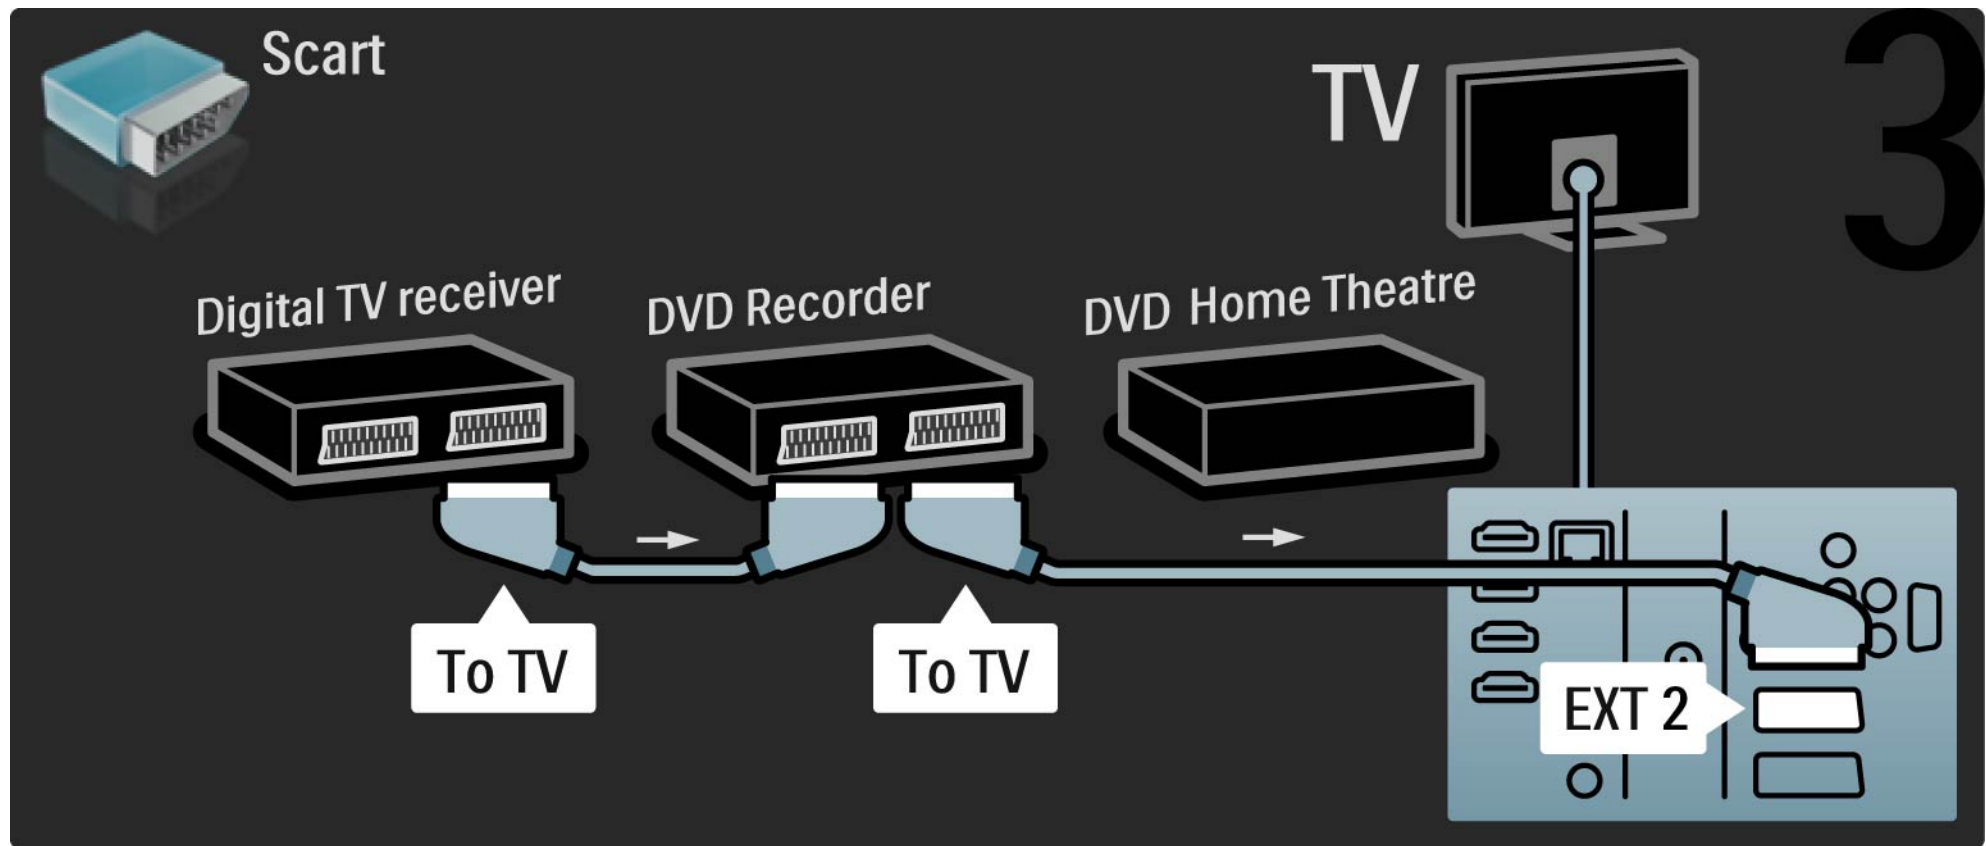 Scart
TV
3
Digital TV receiver
DVD Recorder
DVD Home Theatre
To TV
To TV
EXT 2